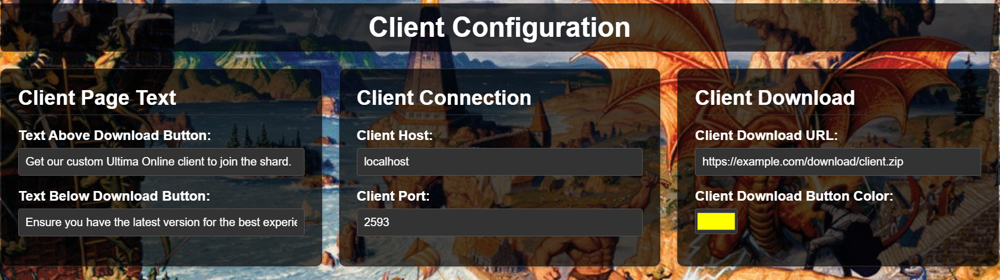 Client Configuration
Client Page Text
Text Above Download Button:
Get our custom Ultima Online client to join the shard.
Text Below Download Button:
Ensure you have the latest version for the best experie
Client Connection
Client Host:
localhost
Client Port:
2593
Client Download
Client Download URL:
https://example.com/download/client.zip
Client Download Button Color: